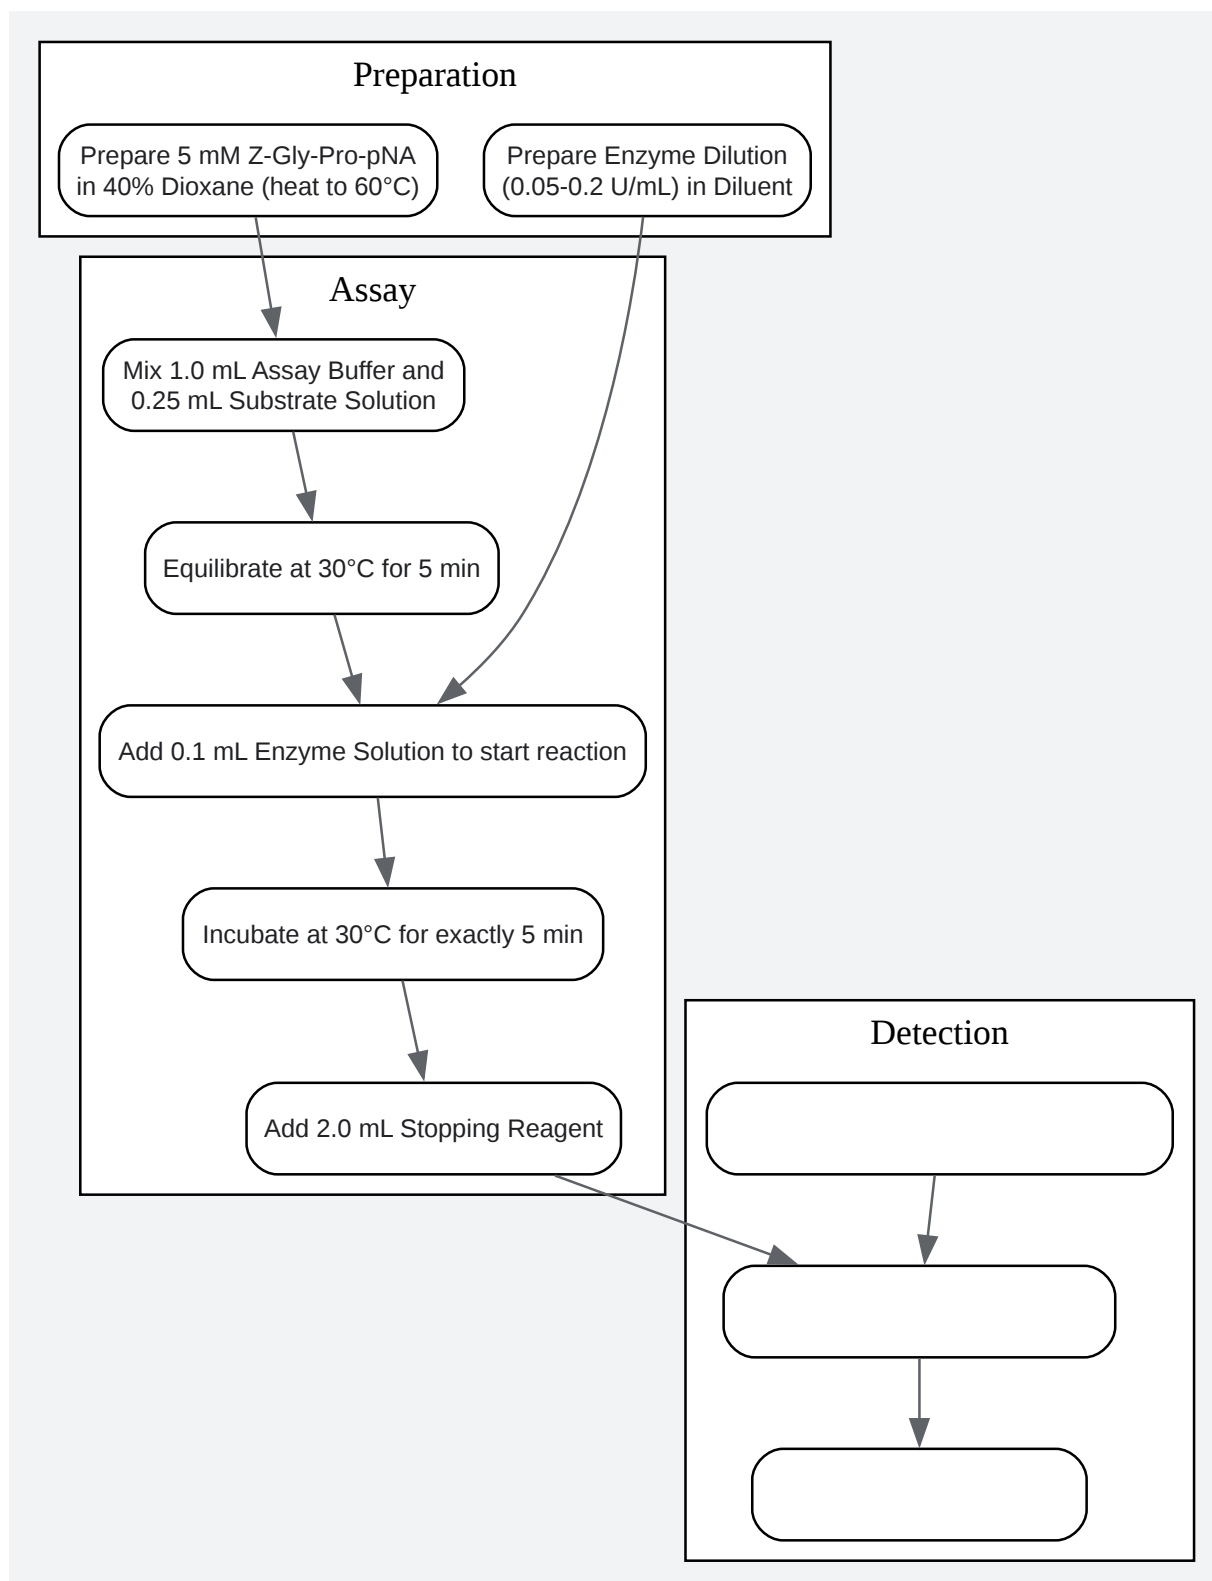 Preparation
Prepare 5 mM Z-Gly-Pro-pNA
in 40% Dioxane (heat to 60°C)
Prepare Enzyme Dilution
(0.05-0.2 U/mL) in Diluent
Assay
Mix 1.0 mL Assay Buffer and
0.25 mL Substrate Solution
Equilibrate at 30°C for 5 min
Add 0.1 mL Enzyme Solution to start reaction
Incubate at 30°C for exactly 5 min
Add 2.0 mL Stopping Reagent
Detection